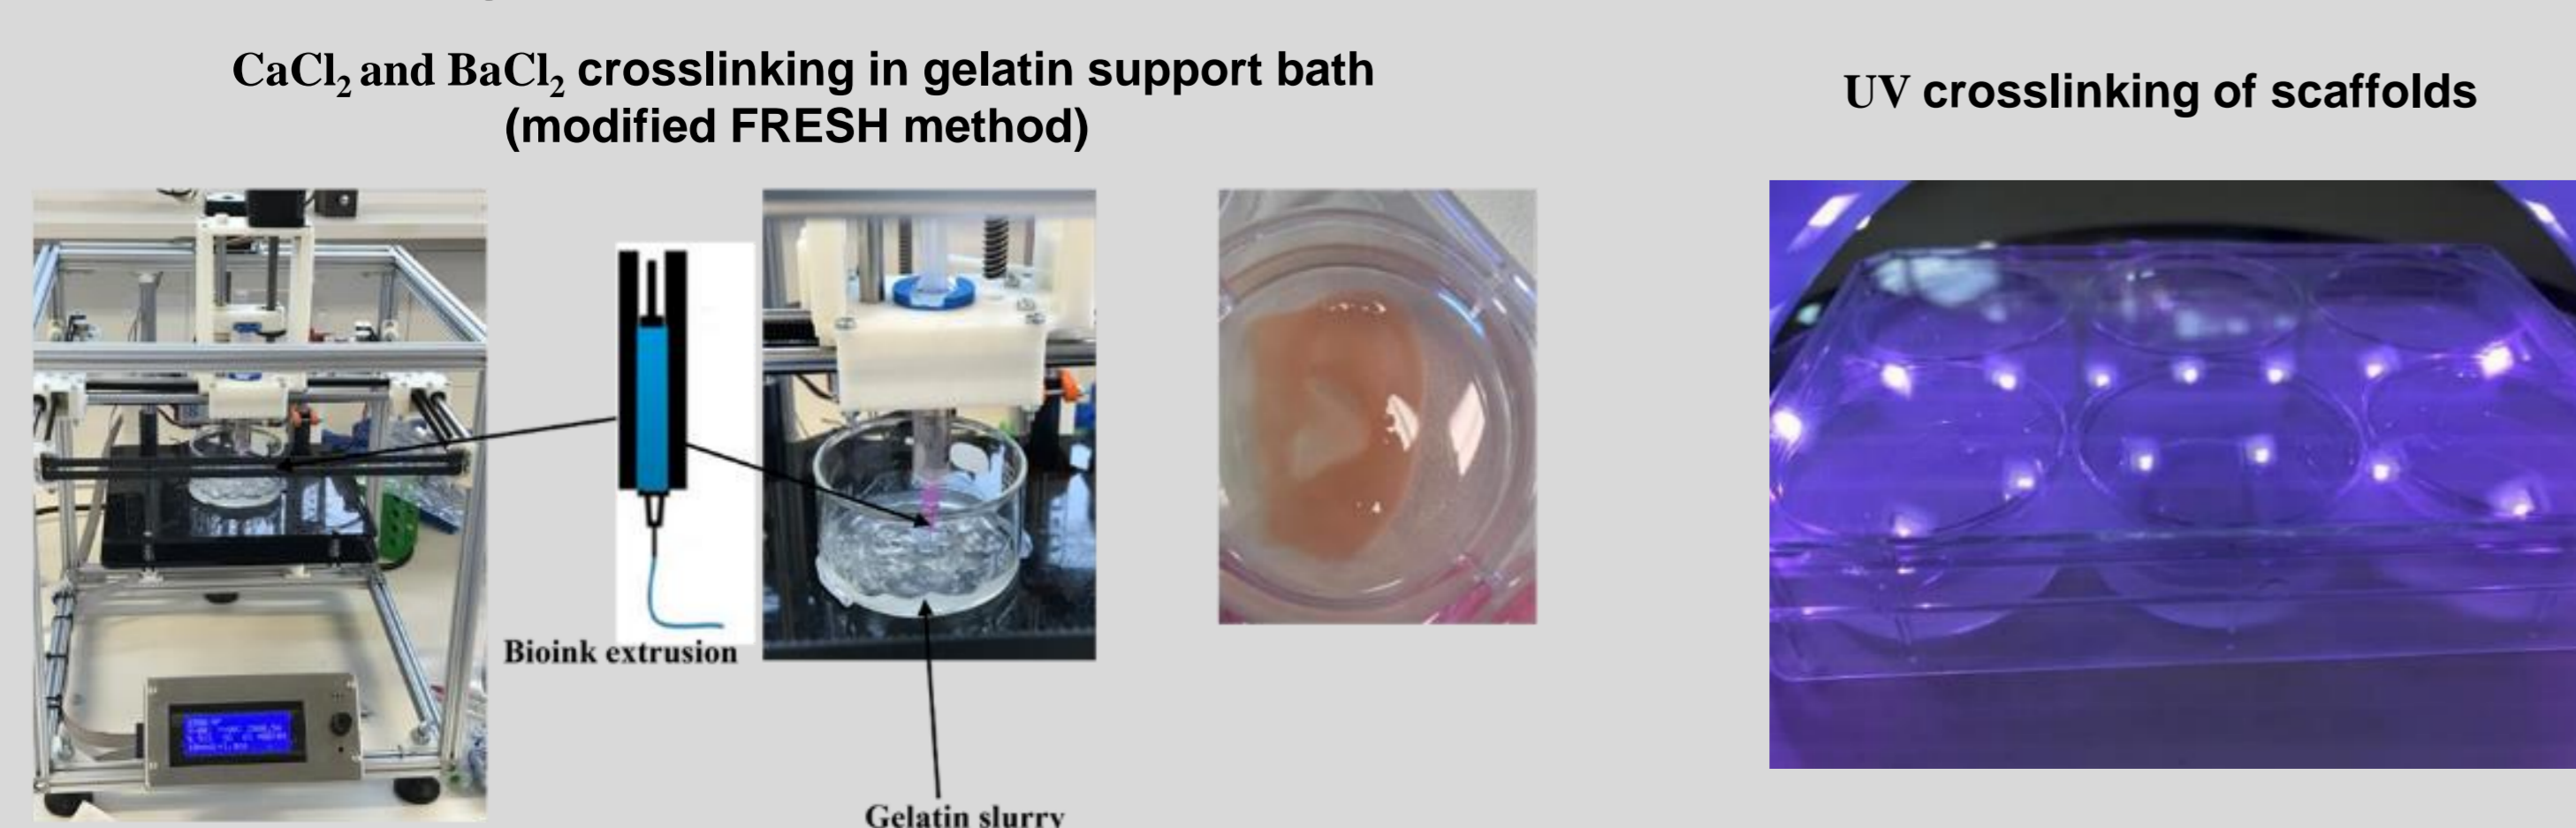 CaCl₂ and BaCl₂ crosslinking in gelatin support bath
(modified FRESH method)
UV crosslinking of scaffolds
Bioink extrusion
Gelatin slurry